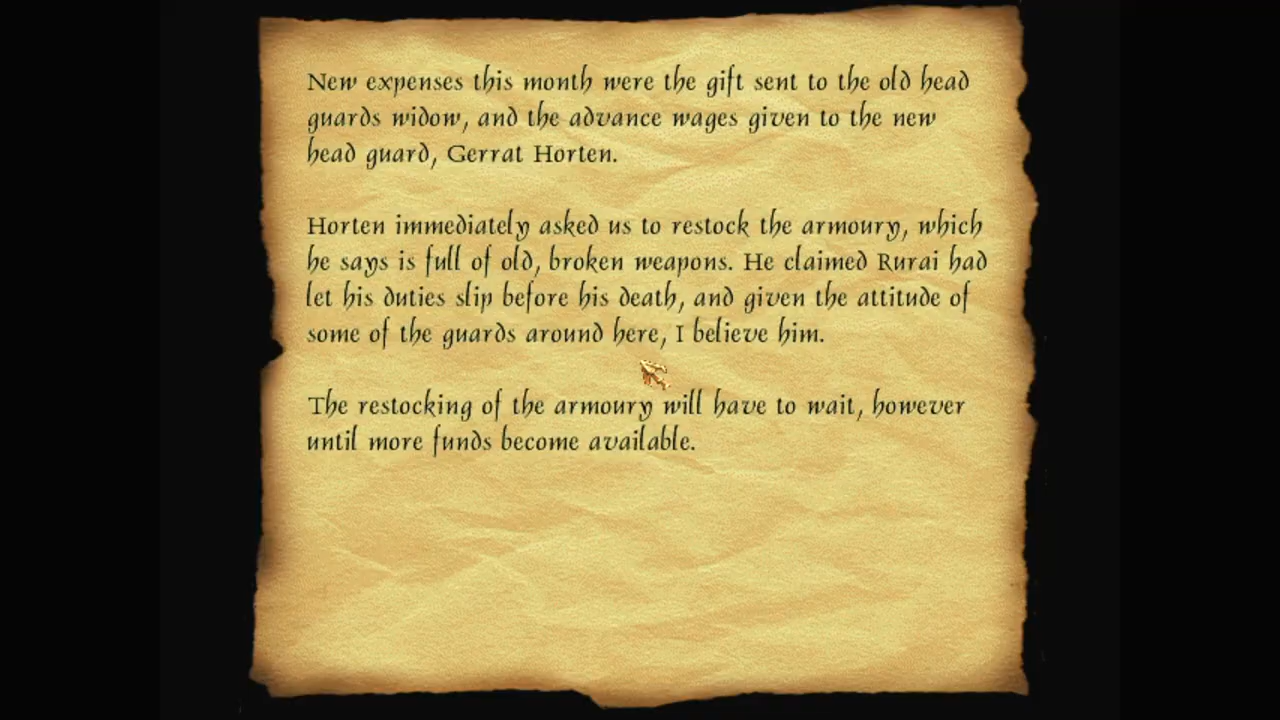 New expenses this month were the gift sent to the old head
guards widow, and the advance wages given to the new
head guard, Gerrat Horten.
Horten immediately asked us to restock the armoury, which
he says is full of old, broken weapons. He claimed Rurai had
let his duties slip before his death, and given the attitude of
some of the guards around here, I believe him.
The restocking of the armoury will have to wait, however
until more funds become available.